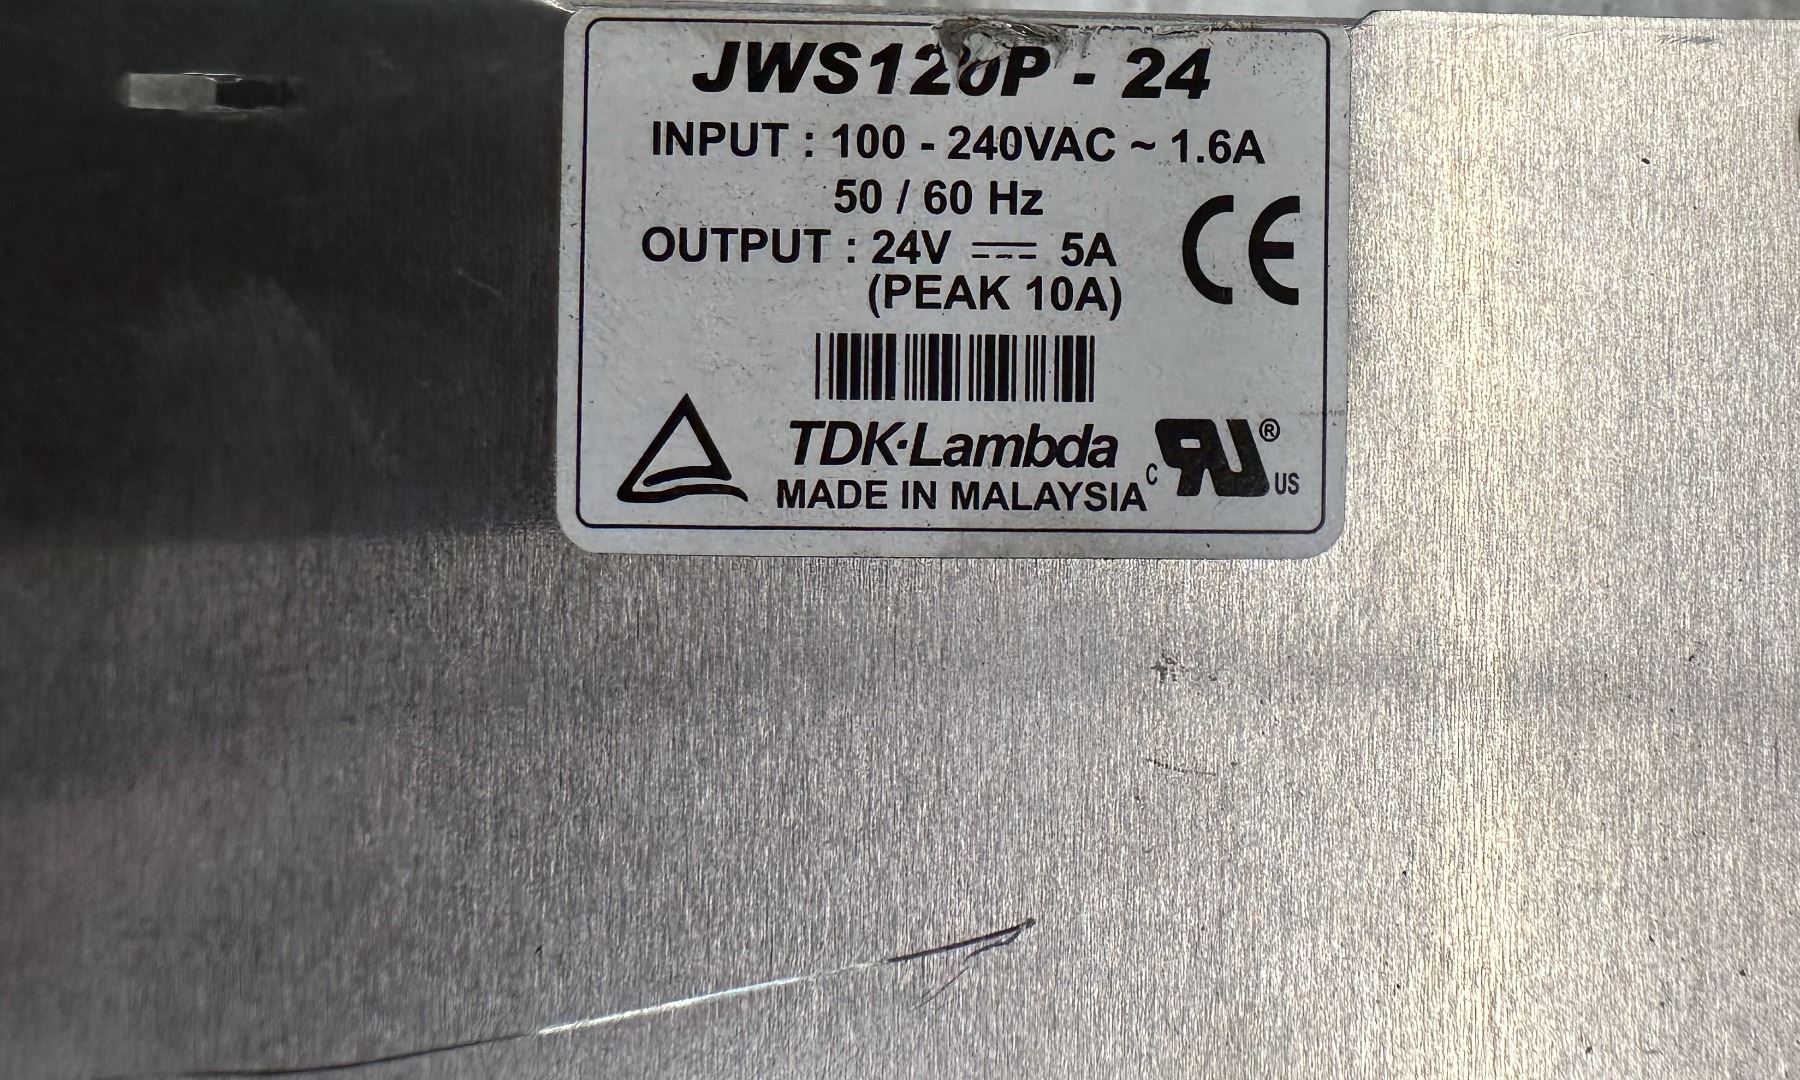 JWS120P - 24
INPUT : 100 - 240VAC ~ 1.6A
50 / 60 Hz
OUTPUT : 24V ⎓ 5A
(PEAK 10A)
CE
TDK·Lambda
MADE IN MALAYSIA
c RU ® US